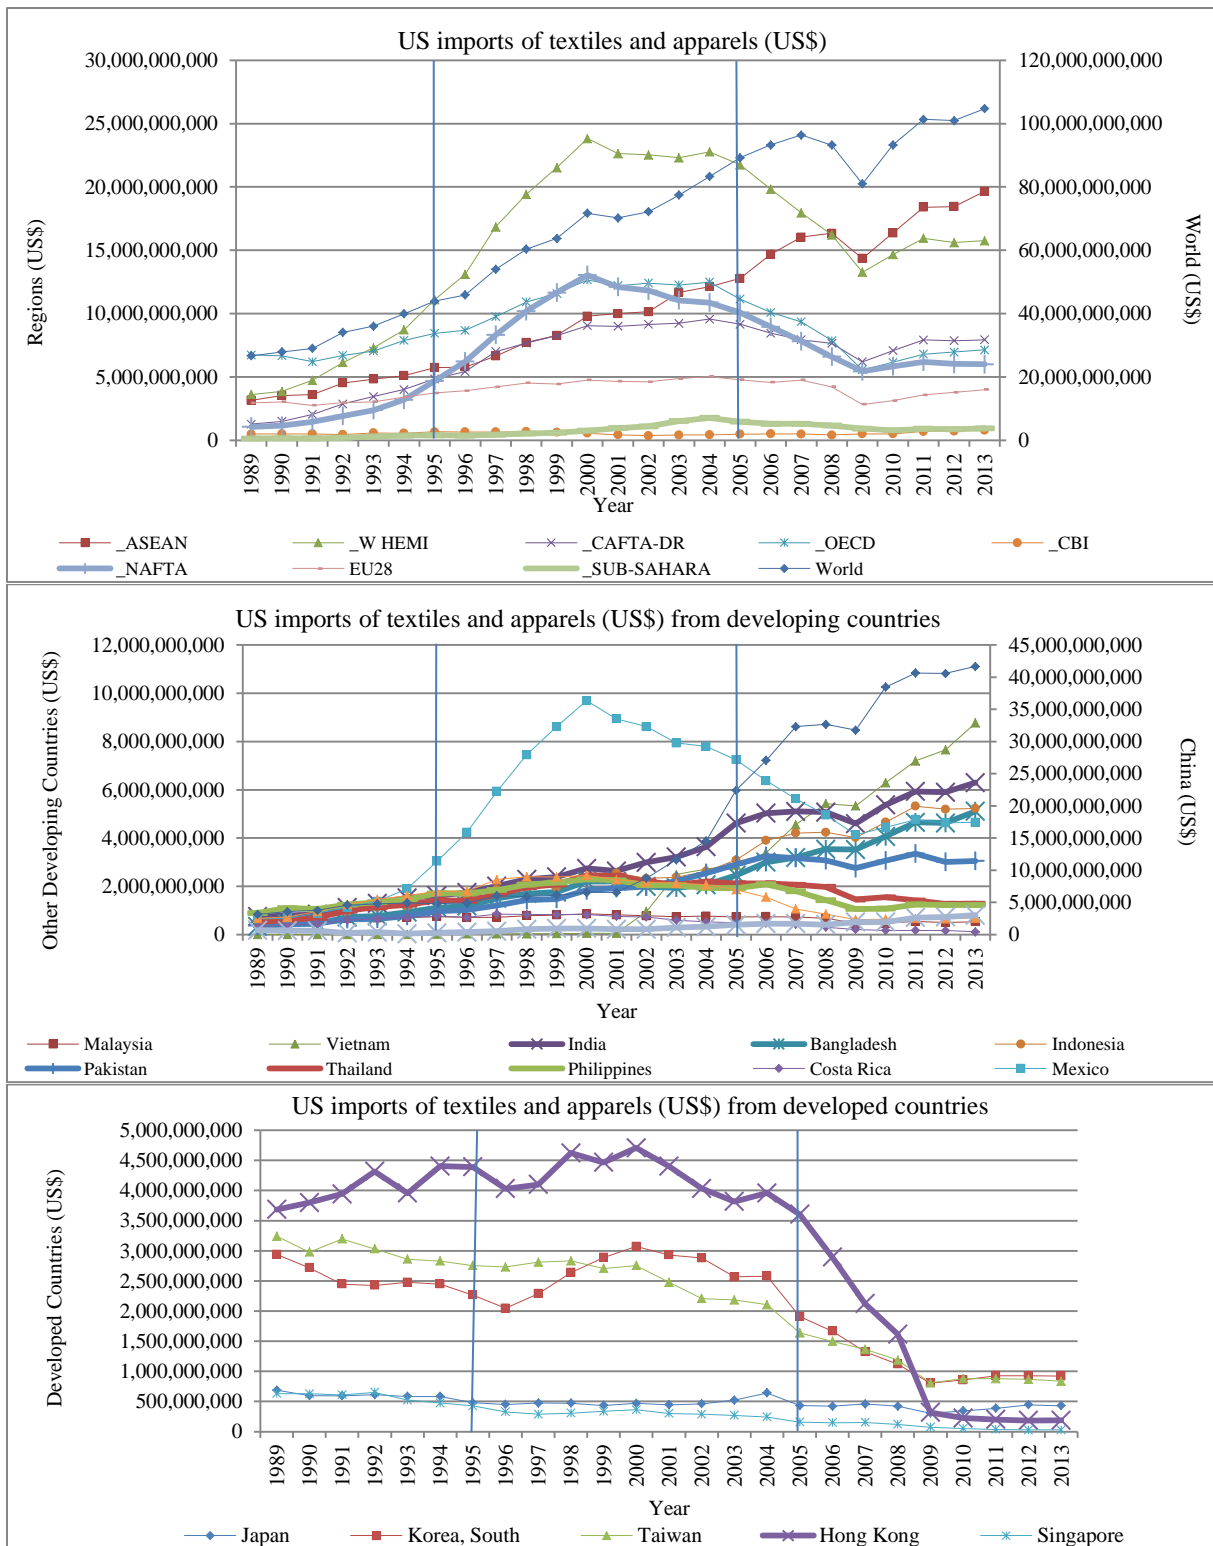 US imports of textiles and apparels (US$)
30,000,000,000
25,000,000,000
20,000,000,000
15,000,000,000
10,000,000,000
5,000,000,000
0
Regions (US$)
120,000,000,000
100,000,000,000
80,000,000,000
60,000,000,000
40,000,000,000
20,000,000,000
0
World (US$)
1989 1990 1991 1992 1993 1994 1995 1996 1997 1998 1999 2000 2001 2002 2003 2004 2005 2006 2007 2008 2009 2010 2011 2012 2013
Year
_ASEAN _W HEMI _CAFTA-DR _OECD _CBI
_NAFTA EU28 _SUB-SAHARA World
US imports of textiles and apparels (US$) from developing countries
12,000,000,000
10,000,000,000
8,000,000,000
6,000,000,000
4,000,000,000
2,000,000,000
0
Other Developing Countries (US$)
45,000,000,000
40,000,000,000
35,000,000,000
30,000,000,000
25,000,000,000
20,000,000,000
15,000,000,000
10,000,000,000
5,000,000,000
0
China (US$)
1989 1990 1991 1992 1993 1994 1995 1996 1997 1998 1999 2000 2001 2002 2003 2004 2005 2006 2007 2008 2009 2010 2011 2012 2013
Year
Malaysia Vietnam India Bangladesh Indonesia
Pakistan Thailand Philippines Costa Rica Mexico
US imports of textiles and apparels (US$) from developed countries
5,000,000,000
4,500,000,000
4,000,000,000
3,500,000,000
3,000,000,000
2,500,000,000
2,000,000,000
1,500,000,000
1,000,000,000
500,000,000
0
Developed Countries (US$)
1989 1990 1991 1992 1993 1994 1995 1996 1997 1998 1999 2000 2001 2002 2003 2004 2005 2006 2007 2008 2009 2010 2011 2012 2013
Year
Japan Korea, South Taiwan Hong Kong Singapore